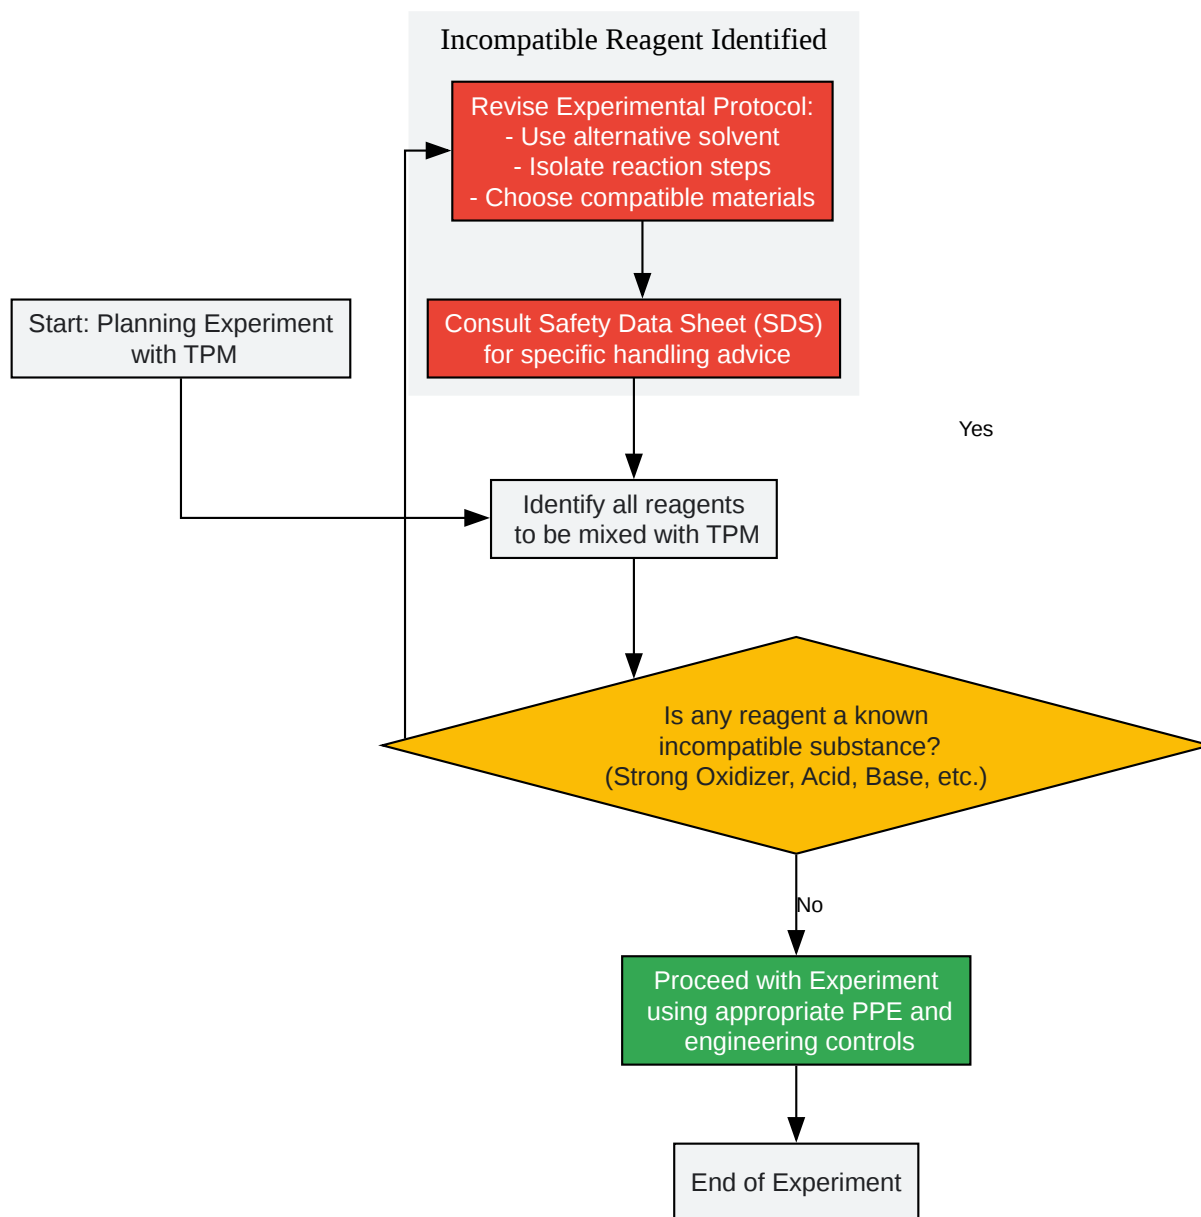 Incompatible Reagent Identified
Revise Experimental Protocol:
- Use alternative solvent
- Isolate reaction steps
- Choose compatible materials
Start: Planning Experiment
with TPM
Consult Safety Data Sheet (SDS)
for specific handling advice
Yes
Identify all reagents
to be mixed with TPM
Is any reagent a known
incompatible substance?
(Strong Oxidizer, Acid, Base, etc.)
No
Proceed with Experiment
using appropriate PPE and
engineering controls
End of Experiment